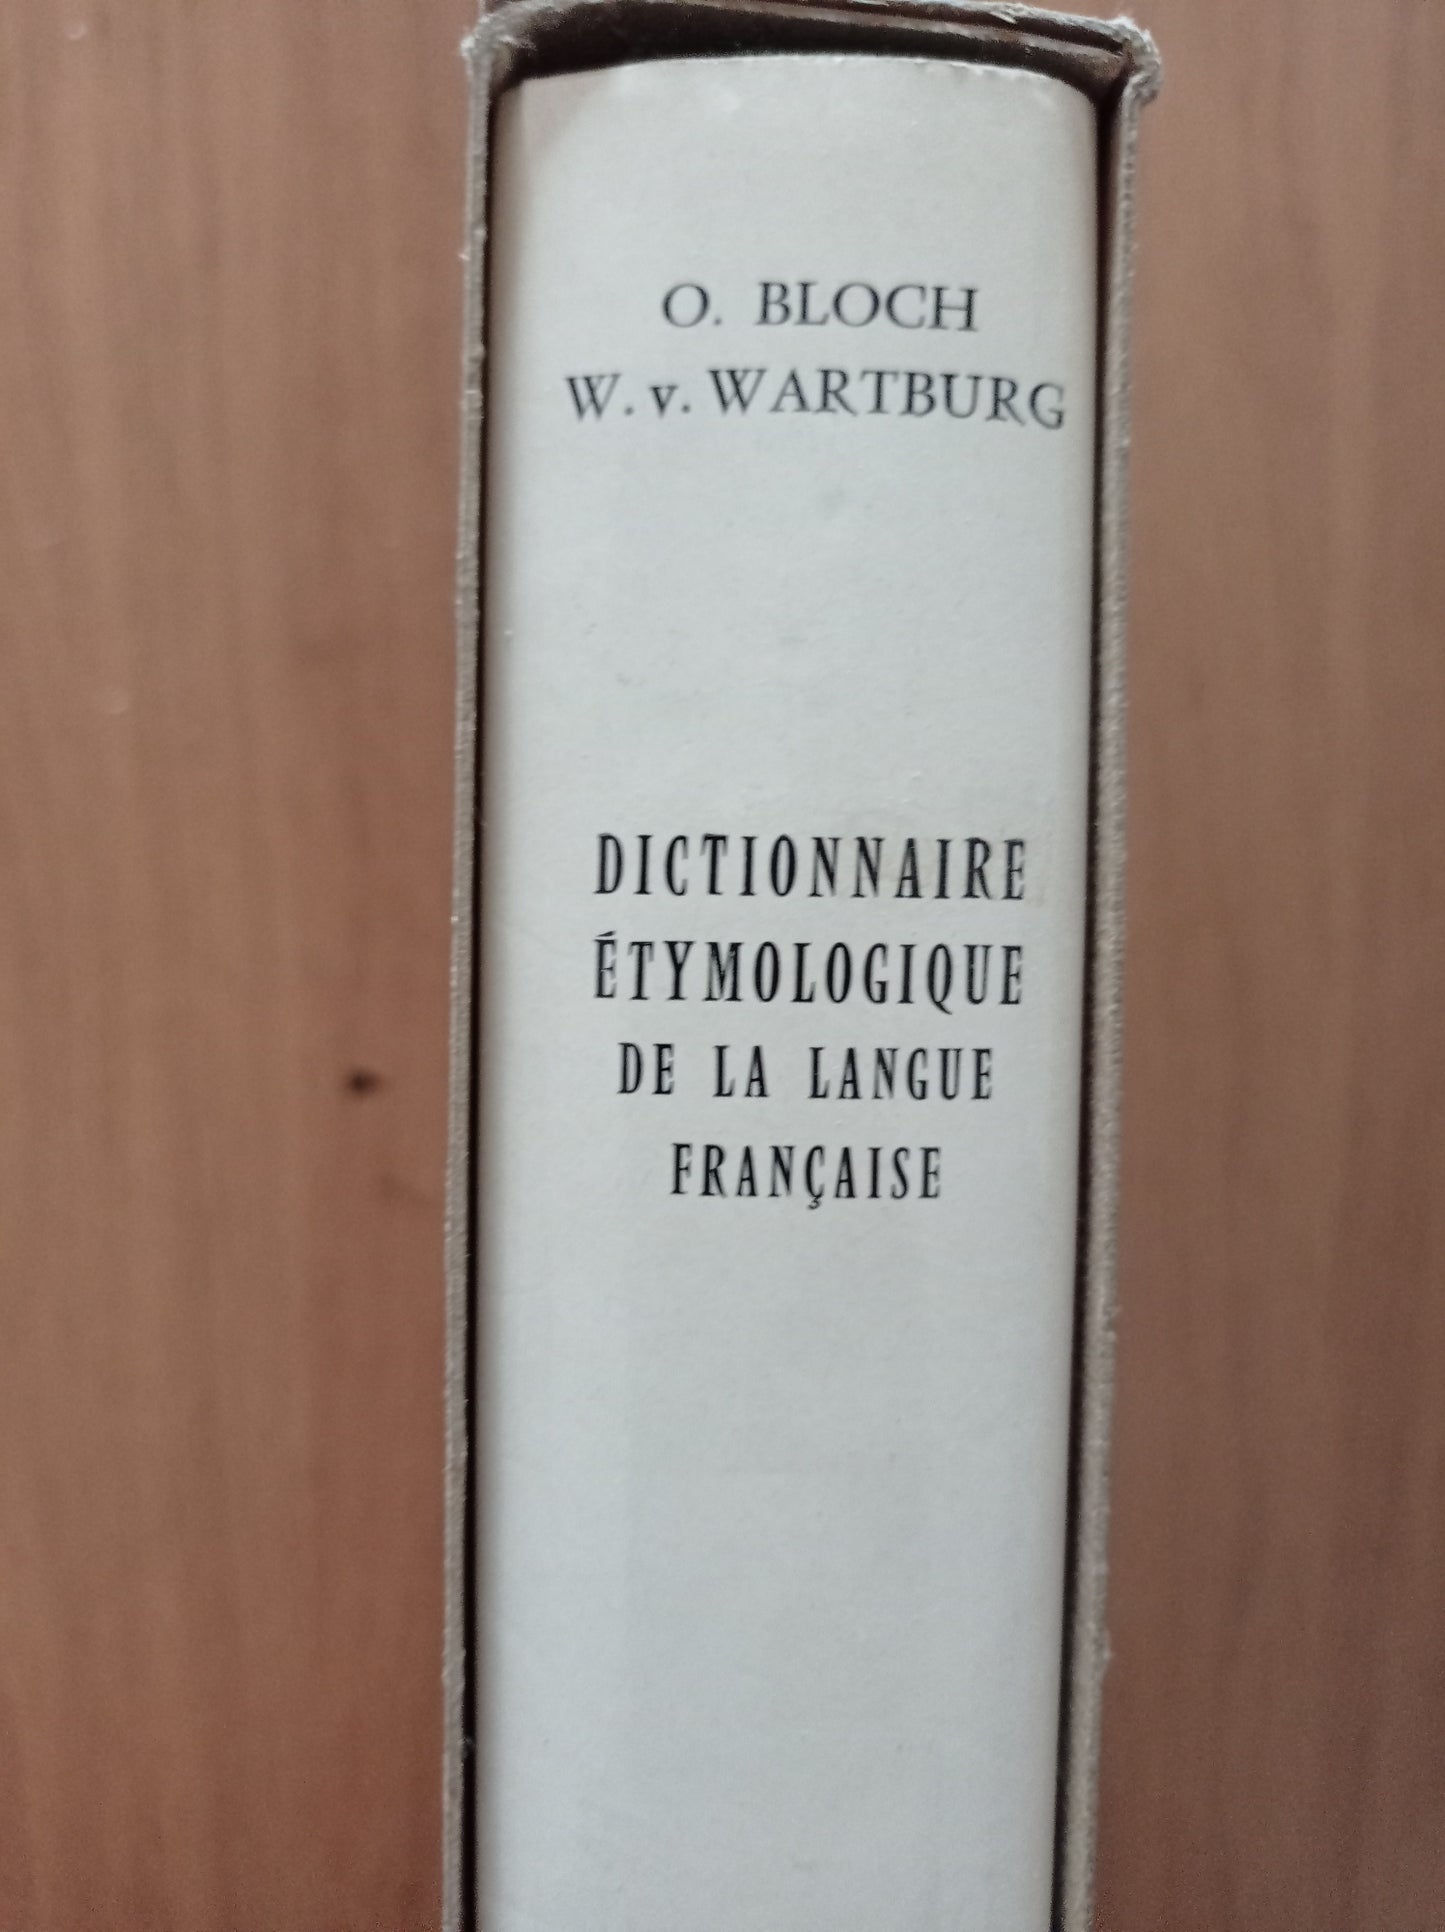 O. BLOCH
W. v. WARTBURG
DICTIONNAIRE
ÉTYMOLOGIQUE
DE LA LANGUE
FRANÇAISE